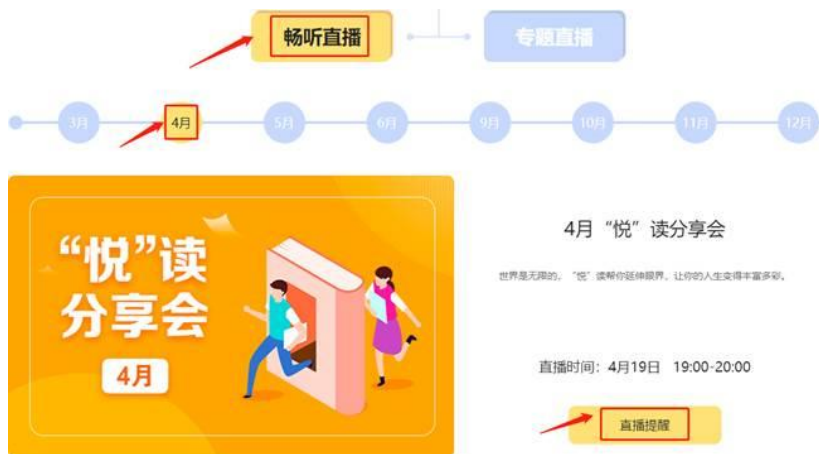 畅听直播
专题直播
3月
4月
5月
6月
9月
10月
11月
12月
“悦”读
分享会
4月
4月“悦”读分享会
世界是无限的，“悦”读帮你延伸眼界、让你的人生变得丰富多彩。
直播时间：4月19日 19:00-20:00
直播提醒